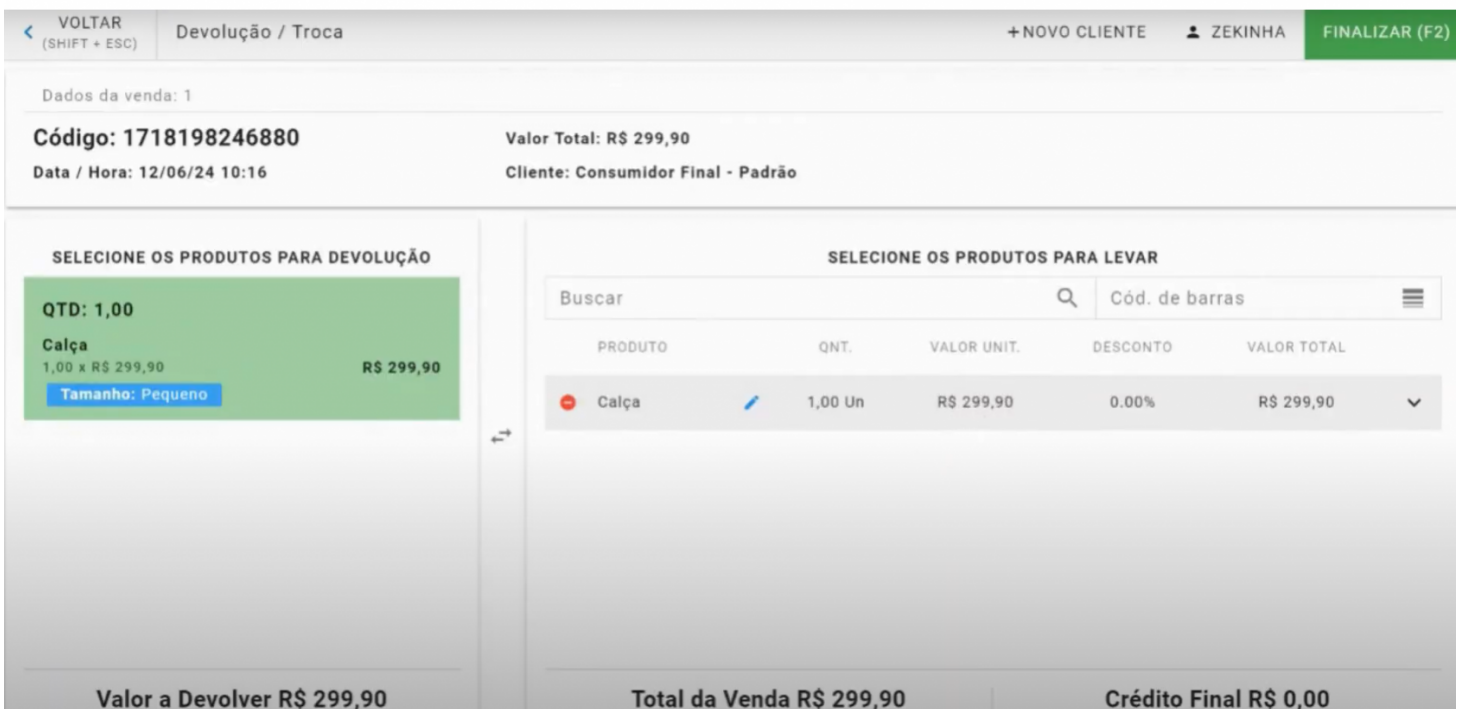 VOLTAR
(SHIFT + ESC)
Devolução / Troca
+NOVO CLIENTE
ZEKINHA
FINALIZAR (F2)
Dados da venda: 1
Código: 1718198246880
Valor Total: R$ 299,90
Data / Hora: 12/06/24 10:16
Cliente: Consumidor Final - Padrão
SELECIONE OS PRODUTOS PARA DEVOLUÇÃO
QTD: 1,00
Calça
1,00 x R$ 299,90
R$ 299,90
Tamanho: Pequeno
SELECIONE OS PRODUTOS PARA LEVAR
Buscar
Cód. de barras
PRODUTO QNT. VALOR UNIT. DESCONTO VALOR TOTAL
Calça 1,00 Un R$ 299,90 0.00% R$ 299,90
Valor a Devolver R$ 299,90
Total da Venda R$ 299,90
Crédito Final R$ 0,00